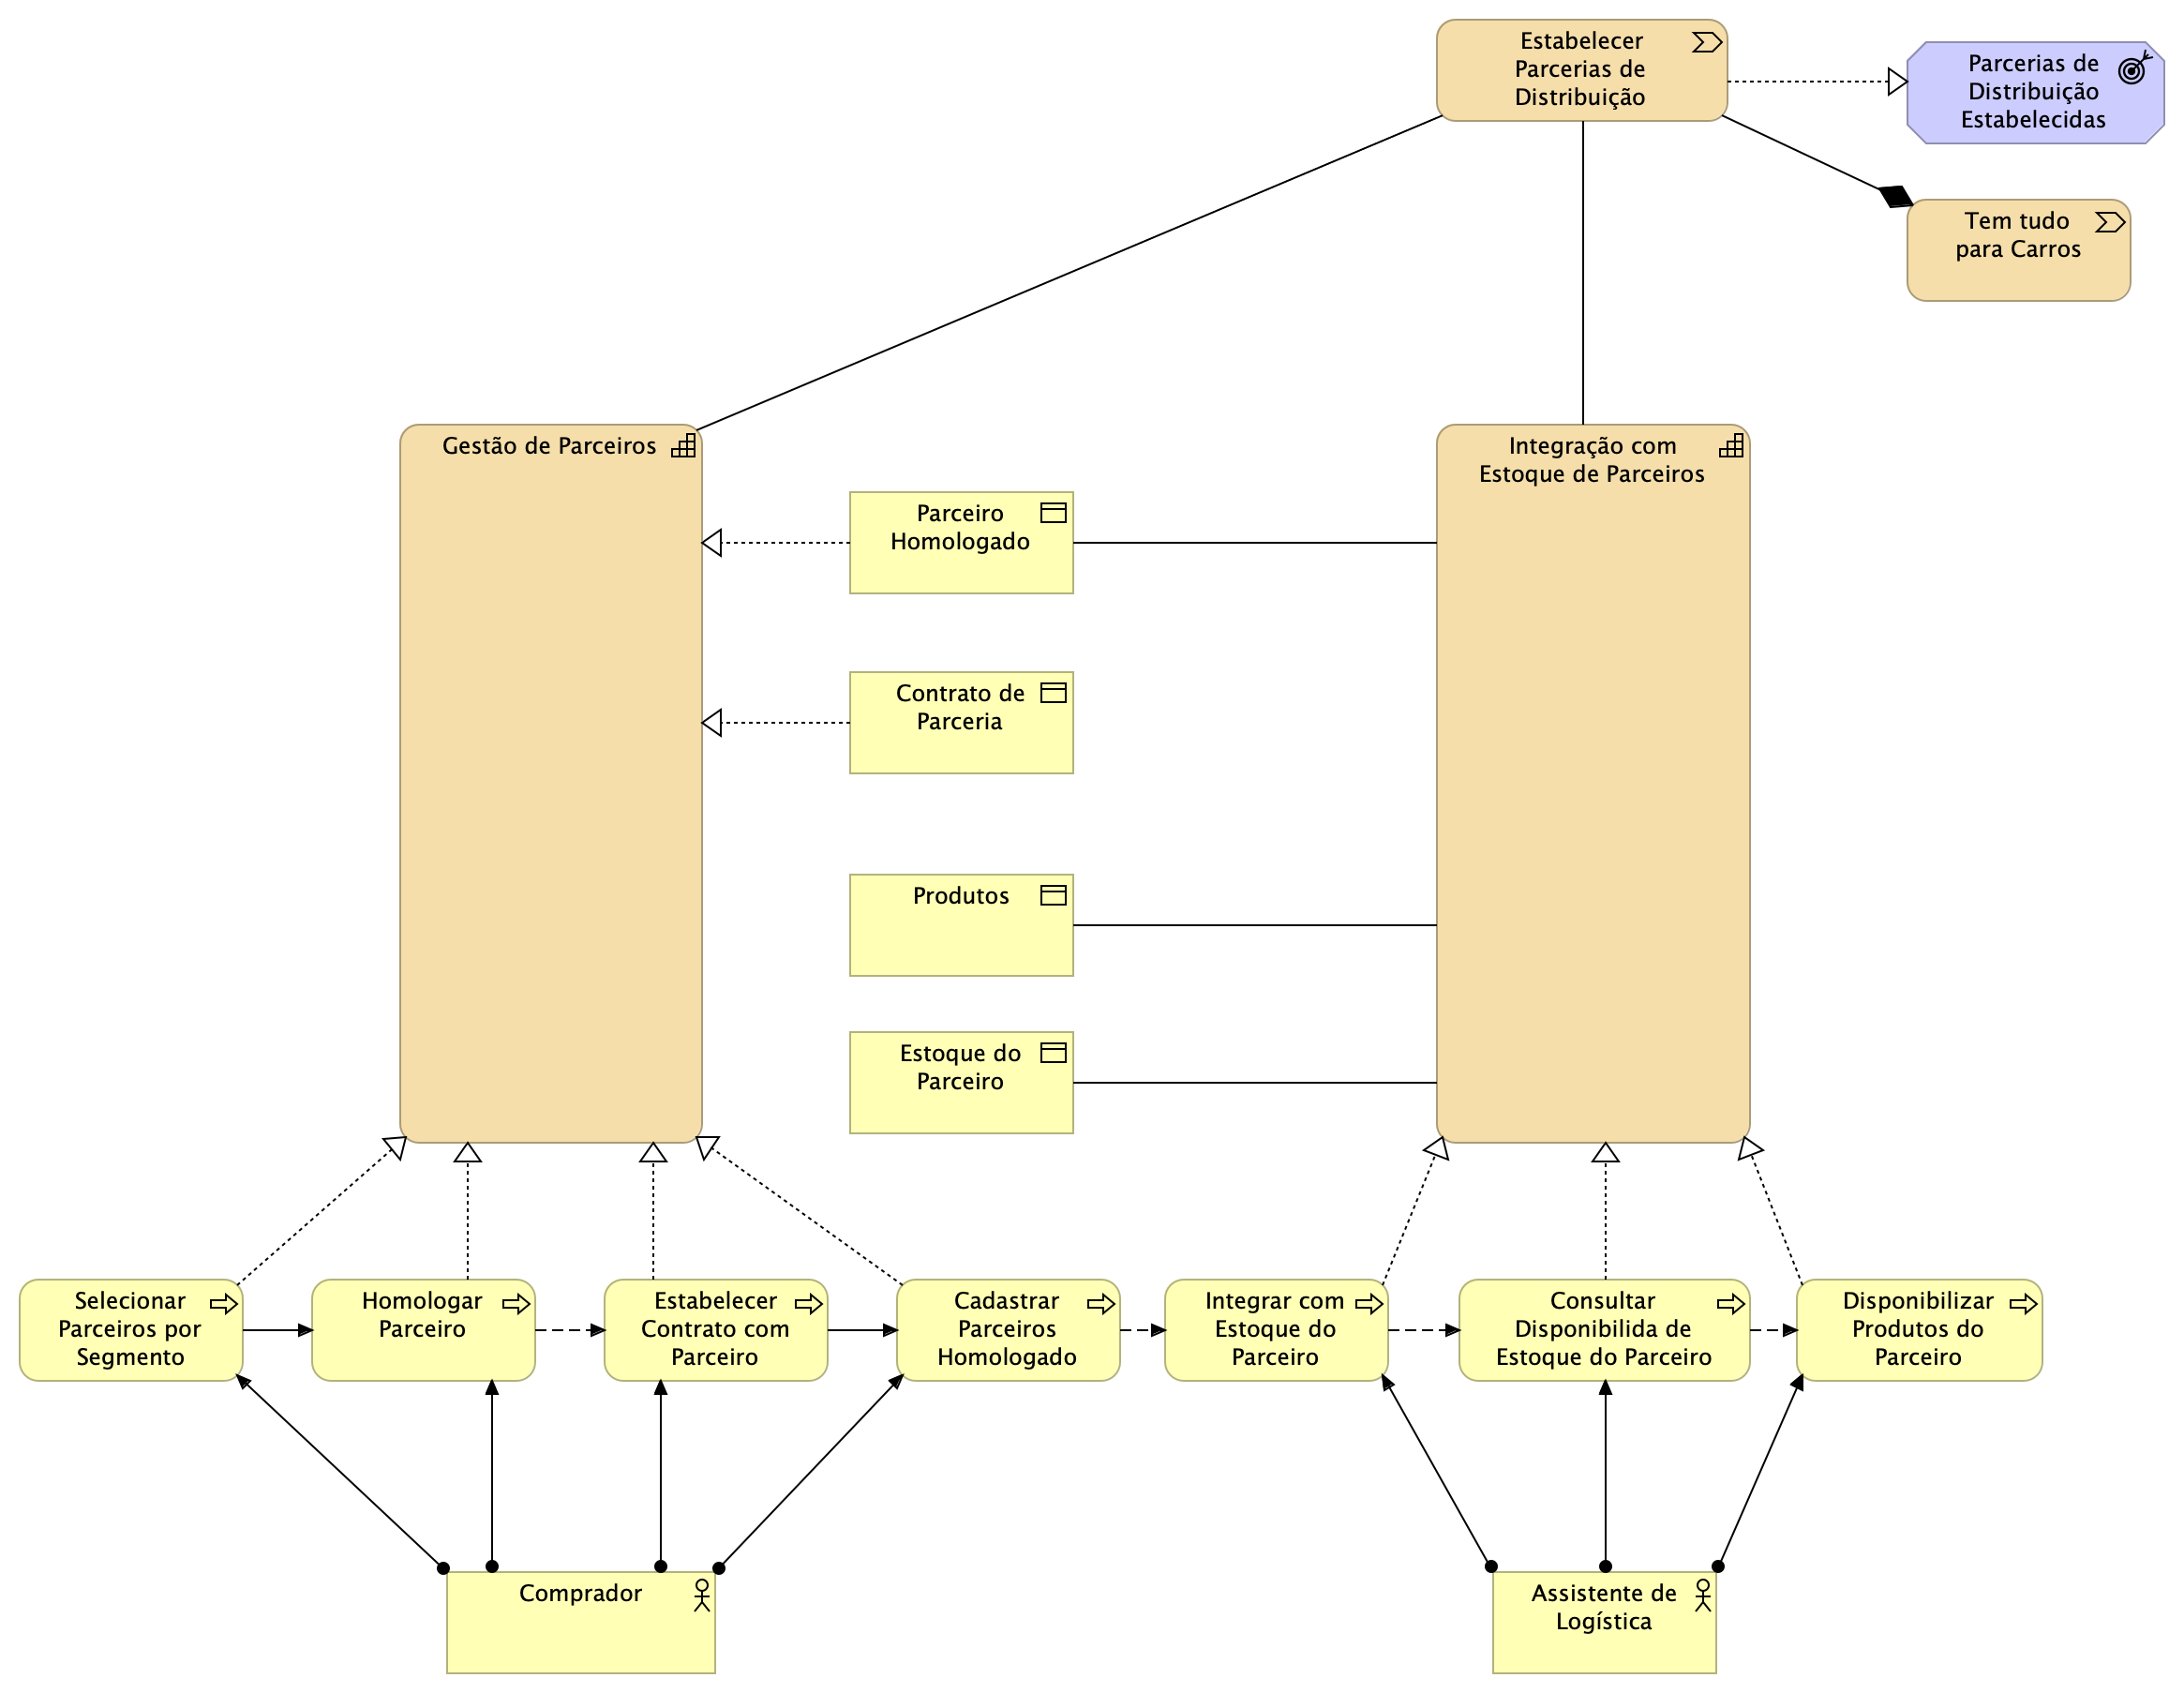 Estabelecer
Parcerias de
Distribuição
Parcerias de
Distribuição
Estabelecidas
Tem tudo
para Carros
Gestão de Parceiros
Integração com
Estoque de Parceiros
Parceiro
Homologado
Contrato de
Parceria
Produtos
Estoque do
Parceiro
Selecionar
Parceiros por
Segmento
Homologar
Parceiro
Estabelecer
Contrato com
Parceiro
Cadastrar
Parceiros
Homologado
Integrar com
Estoque do
Parceiro
Consultar
Disponibilida de
Estoque do Parceiro
Disponibilizar
Produtos do
Parceiro
Comprador
Assistente de
Logística